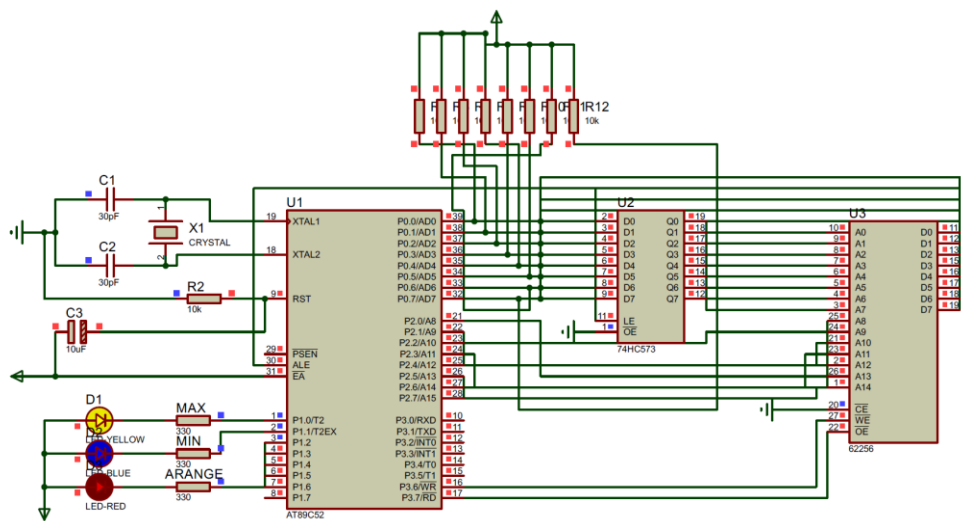 R12
10k
C1
30pF
X1
CRYSTAL
1
2
C2
30pF
R2
10k
C3
10uF
U1
19 XTAL1
18 XTAL2
9 RST
29 PSEN
30 ALE
31 EA
1 P1.0/T2
2 P1.1/T2EX
3 P1.2
4 P1.3
5 P1.4
6 P1.5
7 P1.6
8 P1.7
P0.0/AD0 39
P0.1/AD1 38
P0.2/AD2 37
P0.3/AD3 36
P0.4/AD4 35
P0.5/AD5 34
P0.6/AD6 33
P0.7/AD7 32
P2.0/A8 21
P2.1/A9 22
P2.2/A10 23
P2.3/A11 24
P2.4/A12 25
P2.5/A13 26
P2.6/A14 27
P2.7/A15 28
P3.0/RXD 10
P3.1/TXD 11
P3.2/INT0 12
P3.3/INT1 13
P3.4/T0 14
P3.5/T1 15
P3.6/WR 16
P3.7/RD 17
AT89C52
D1
LED-YELLOW
LED-BLUE
LED-RED
MAX
330
MIN
330
ARANGE
330
U2
2 D0 Q0 19
3 D1 Q1 18
4 D2 Q2 17
5 D3 Q3 16
6 D4 Q4 15
7 D5 Q5 14
8 D6 Q6 13
9 D7 Q7 12
11 LE
1 OE
74HC573
U3
10 A0 D0 11
9 A1 D1 12
8 A2 D2 13
7 A3 D3 15
6 A4 D4 16
5 A5 D5 17
4 A6 D6 18
3 A7 D7 19
25 A8
24 A9
21 A10
23 A11
2 A12
26 A13
1 A14
20 CE
27 WE
22 OE
62256